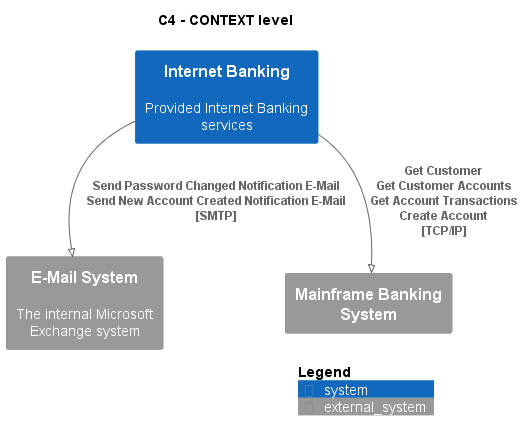 C4 - CONTEXT level
Internet Banking
Provided Internet Banking
services
Send Password Changed Notification E-Mail
Send New Account Created Notification E-Mail
[SMTP]
Get Customer
Get Customer Accounts
Get Account Transactions
Create Account
[TCP/IP]
E-Mail System
The internal Microsoft
Exchange system
Mainframe Banking
System
Legend
system
external_system